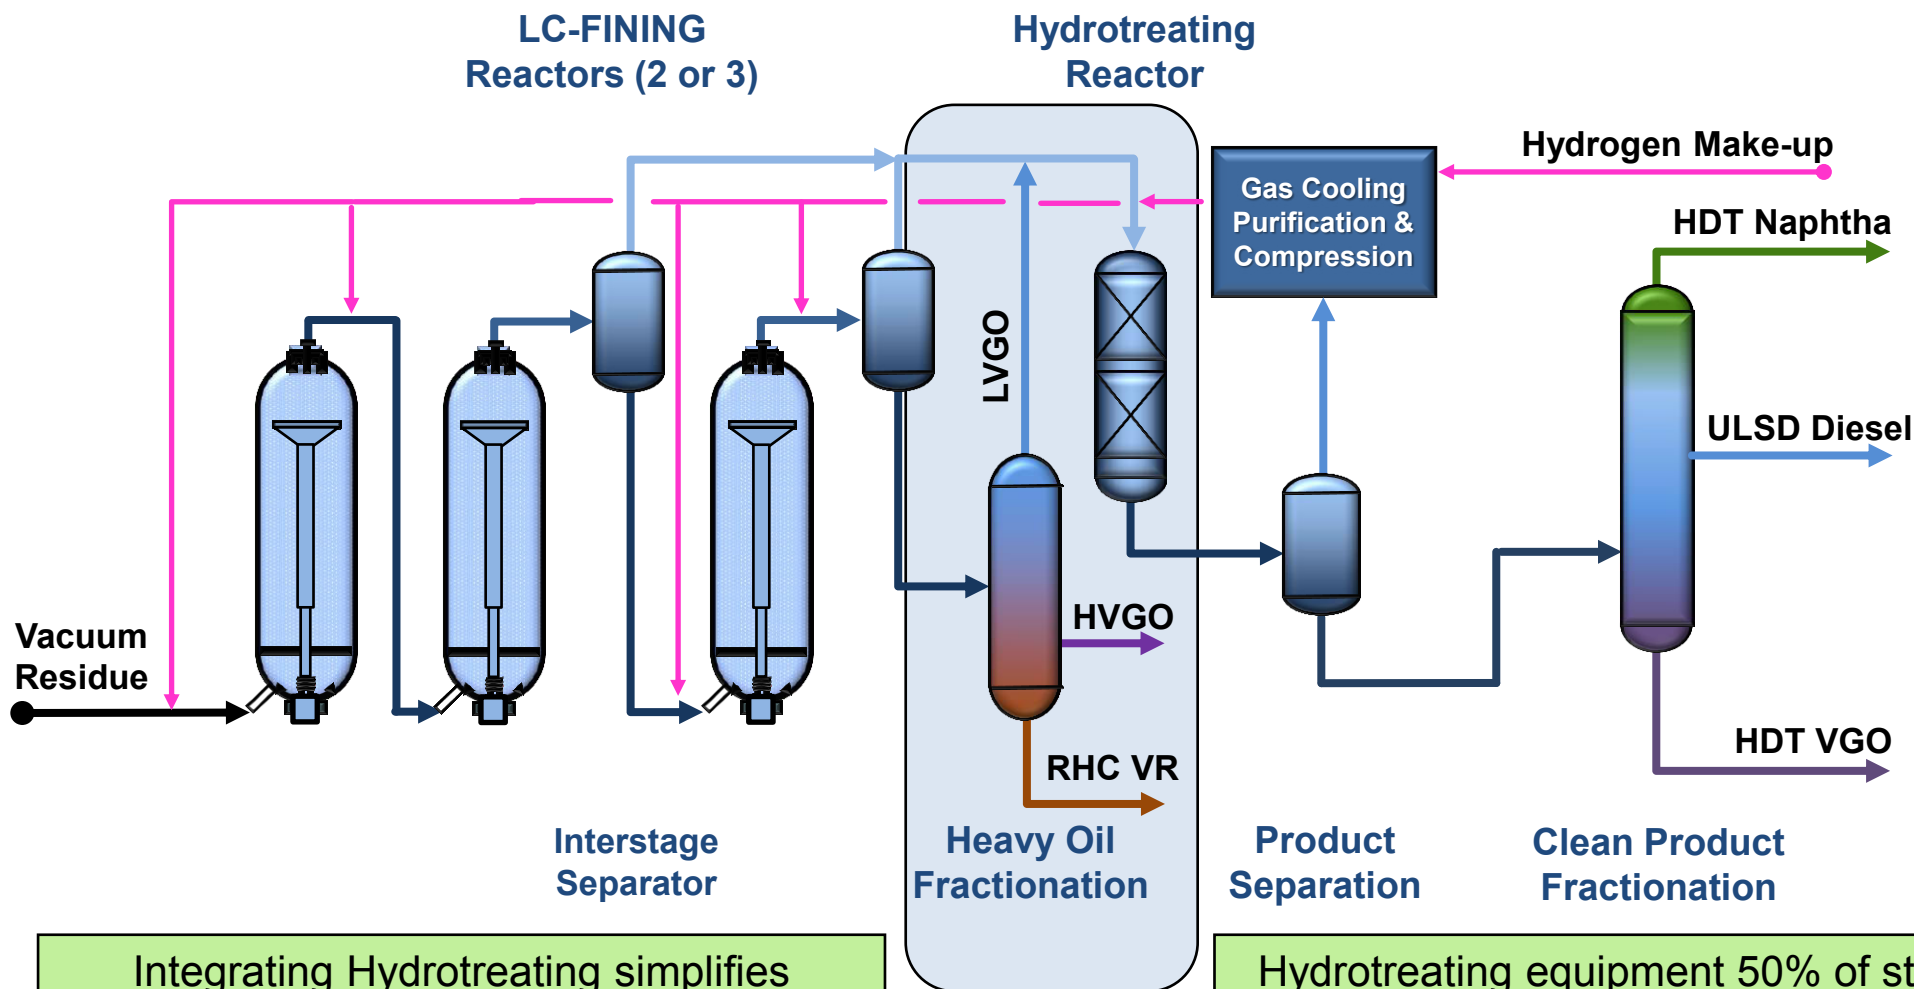 LC-FINING
Reactors (2 or 3)
Hydrotreating
Reactor
Hydrogen Make-up
Gas Cooling
Purification &
Compression
HDT Naphtha
LVGO
ULSD Diesel
Vacuum
Residue
HVGO
RHC VR
HDT VGO
Interstage
Separator
Heavy Oil
Fractionation
Product
Separation
Clean Product
Fractionation
Integrating Hydrotreating simplifies
Hydrotreating equipment 50% of